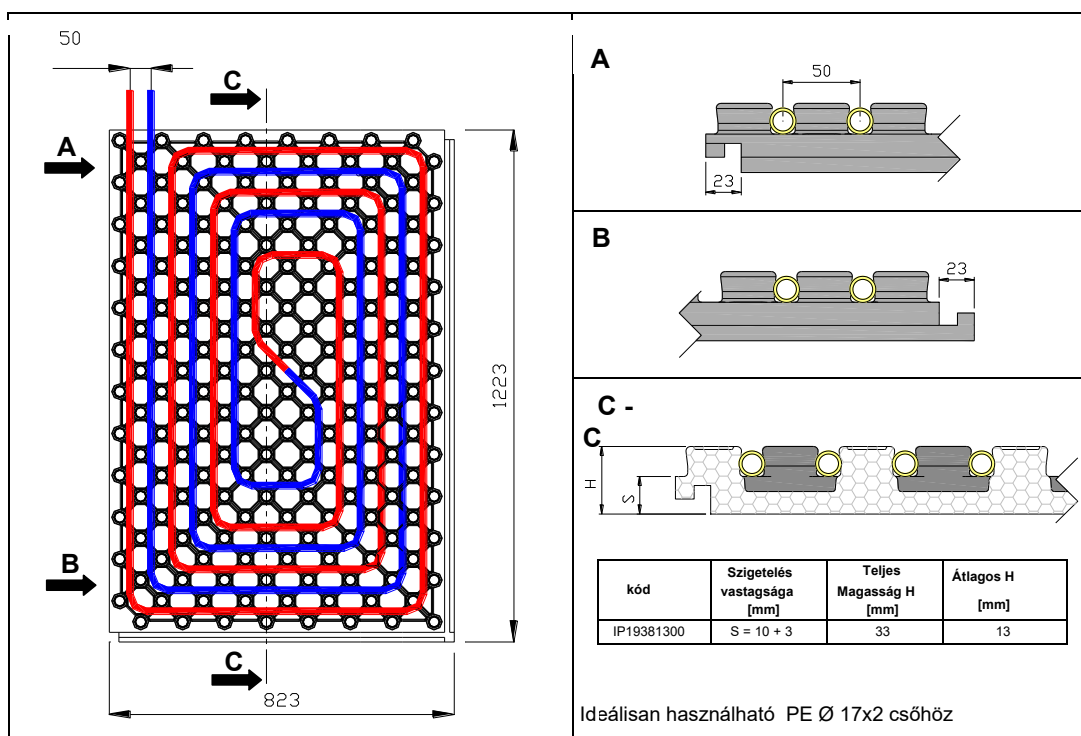 50
C
A
1223
B
C
823
A
50
23
B
23
C -
C
H
S
kód
Szigetelés
vastagsága
[mm]
Teljes
Magasság H
[mm]
Átlagos H
[mm]
IP19381300
S = 10 + 3
33
13
Ideálisan használható PE Ø 17x2 csőhöz